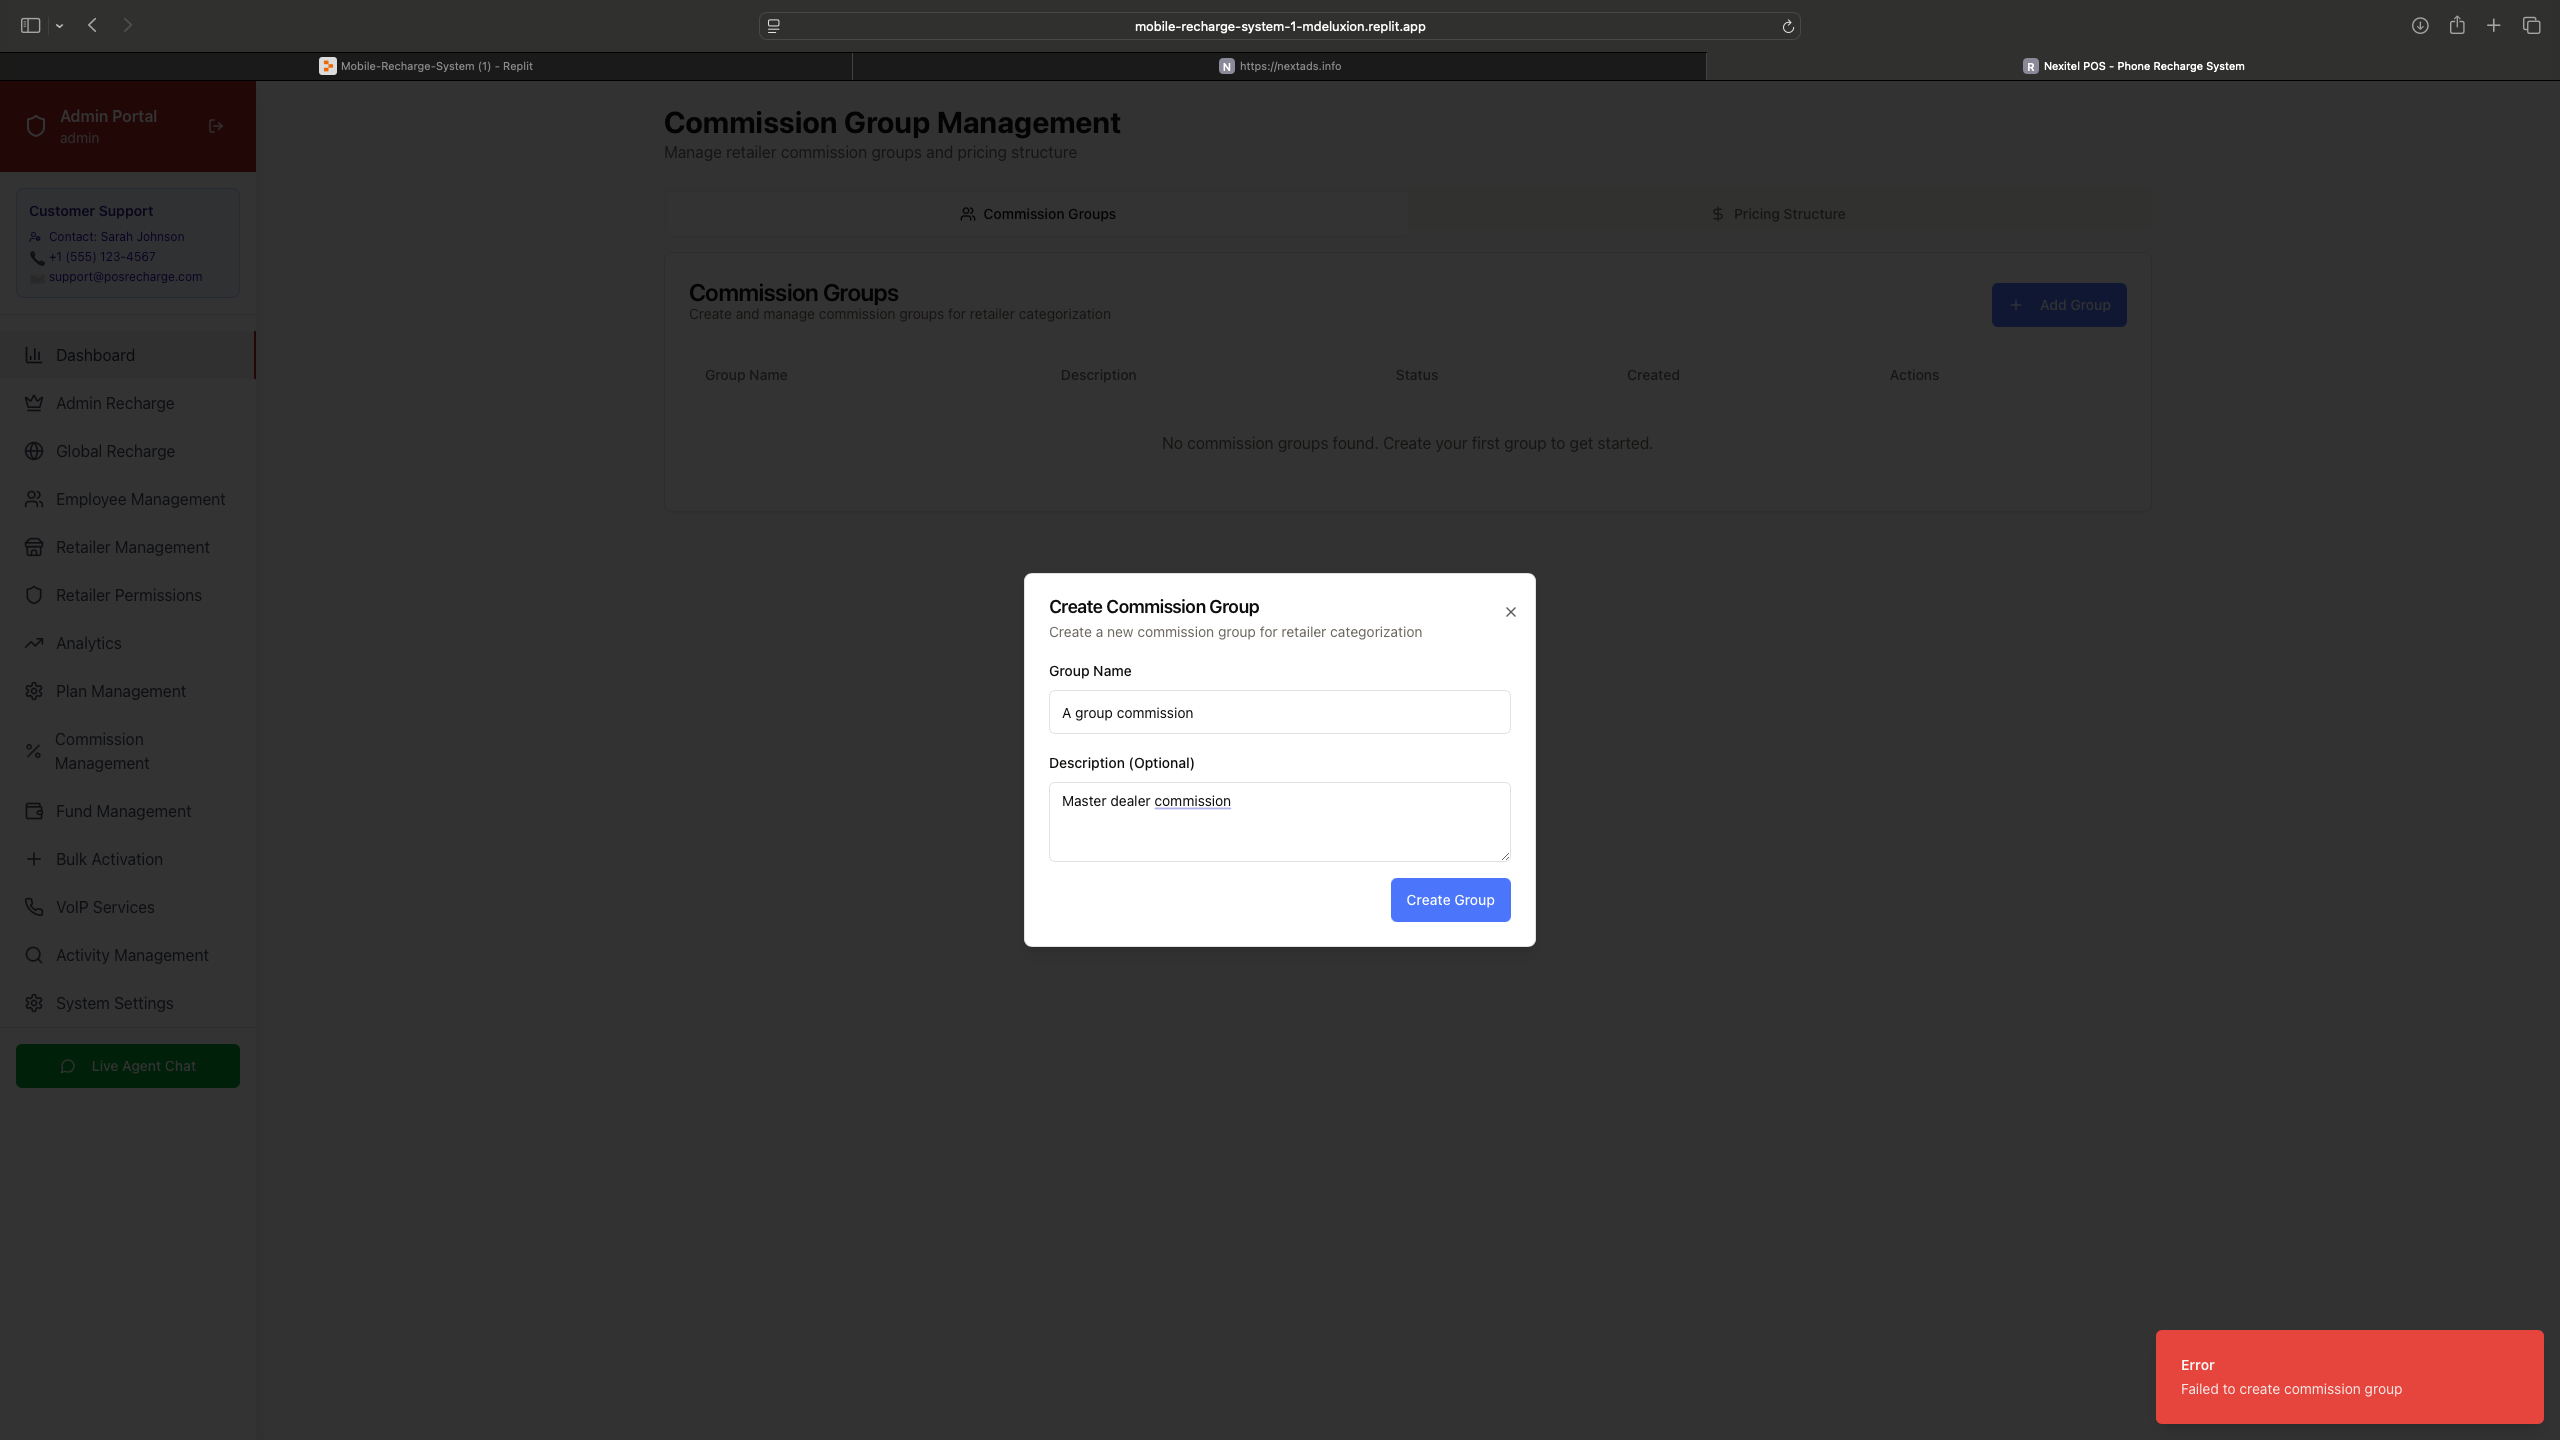 mobile-recharge-system-1-mdeluxion.replit.app
Mobile-Recharge-System (1) - Replit
N https://nextads.info
R Nexitel POS - Phone Recharge System
Admin Portal
admin
Customer Support
Contact: Sarah Johnson
+1 (555) 123-4567
support@posrecharge.com
Dashboard
Admin Recharge
Global Recharge
Employee Management
Retailer Management
Retailer Permissions
Analytics
Plan Management
Commission
Management
Fund Management
Bulk Activation
VoIP Services
Activity Management
System Settings
Live Agent Chat
Commission Group Management
Manage retailer commission groups and pricing structure
Commission Groups
Pricing Structure
Commission Groups
Create and manage commission groups for retailer categorization
Add Group
Group Name Description Status Created Actions
No commission groups found. Create your first group to get started.
Create Commission Group
Create a new commission group for retailer categorization
Group Name
A group commission
Description (Optional)
Master dealer commission
Create Group
Error
Failed to create commission group